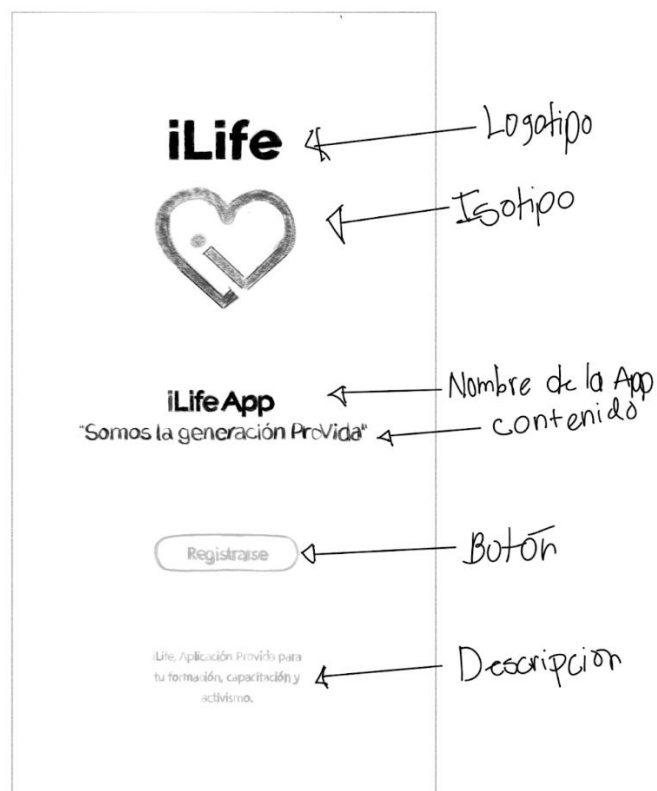 iLife
Logotipo
Isotipo
iLife App
Nombre de la App
"Somos la generación ProVida"
contenido
Registrarse
Botón
iLife, Aplicación Provida para
tu formación, capacitación y
activismo.
Descripcion